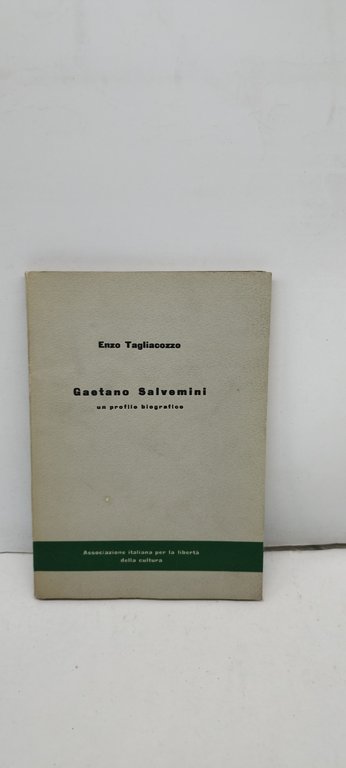 Enzo Tagliacozzo
Gaetano Salvemini
un profilo biografico
Associazione italiana per la libertà
della cultura